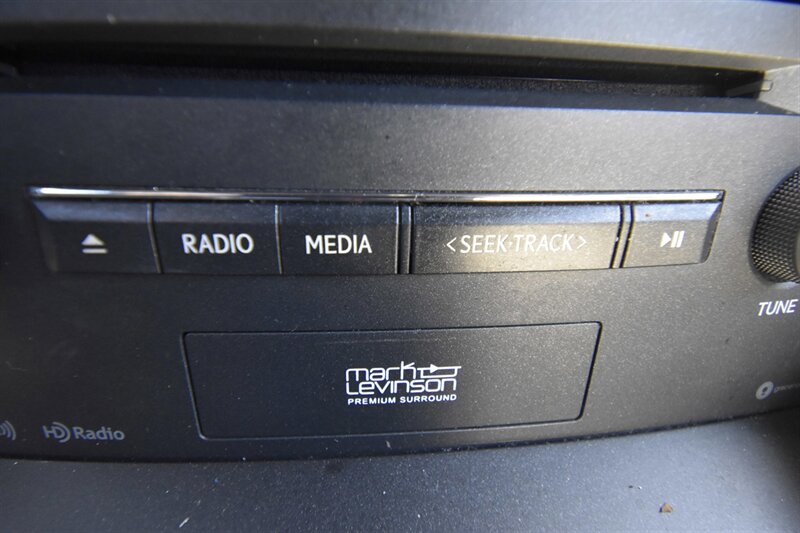 RADIO
MEDIA
<SEEK·TRACK>
TUNE
mark
Levinson
PREMIUM SURROUND
HD Radio